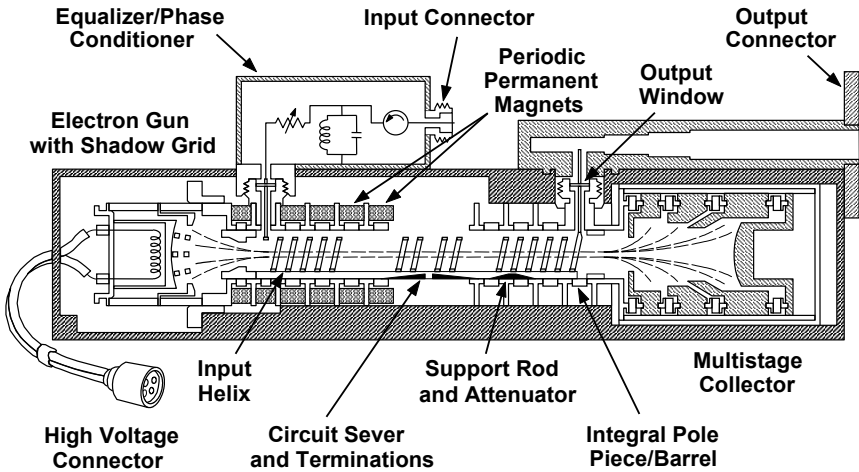 Equalizer/Phase
Conditioner
Input Connector
Output
Connector
Periodic
Permanent
Magnets
Output
Window
Electron Gun
with Shadow Grid
Input
Helix
Support Rod
and Attenuator
Multistage
Collector
High Voltage
Connector
Circuit Sever
and Terminations
Integral Pole
Piece/Barrel